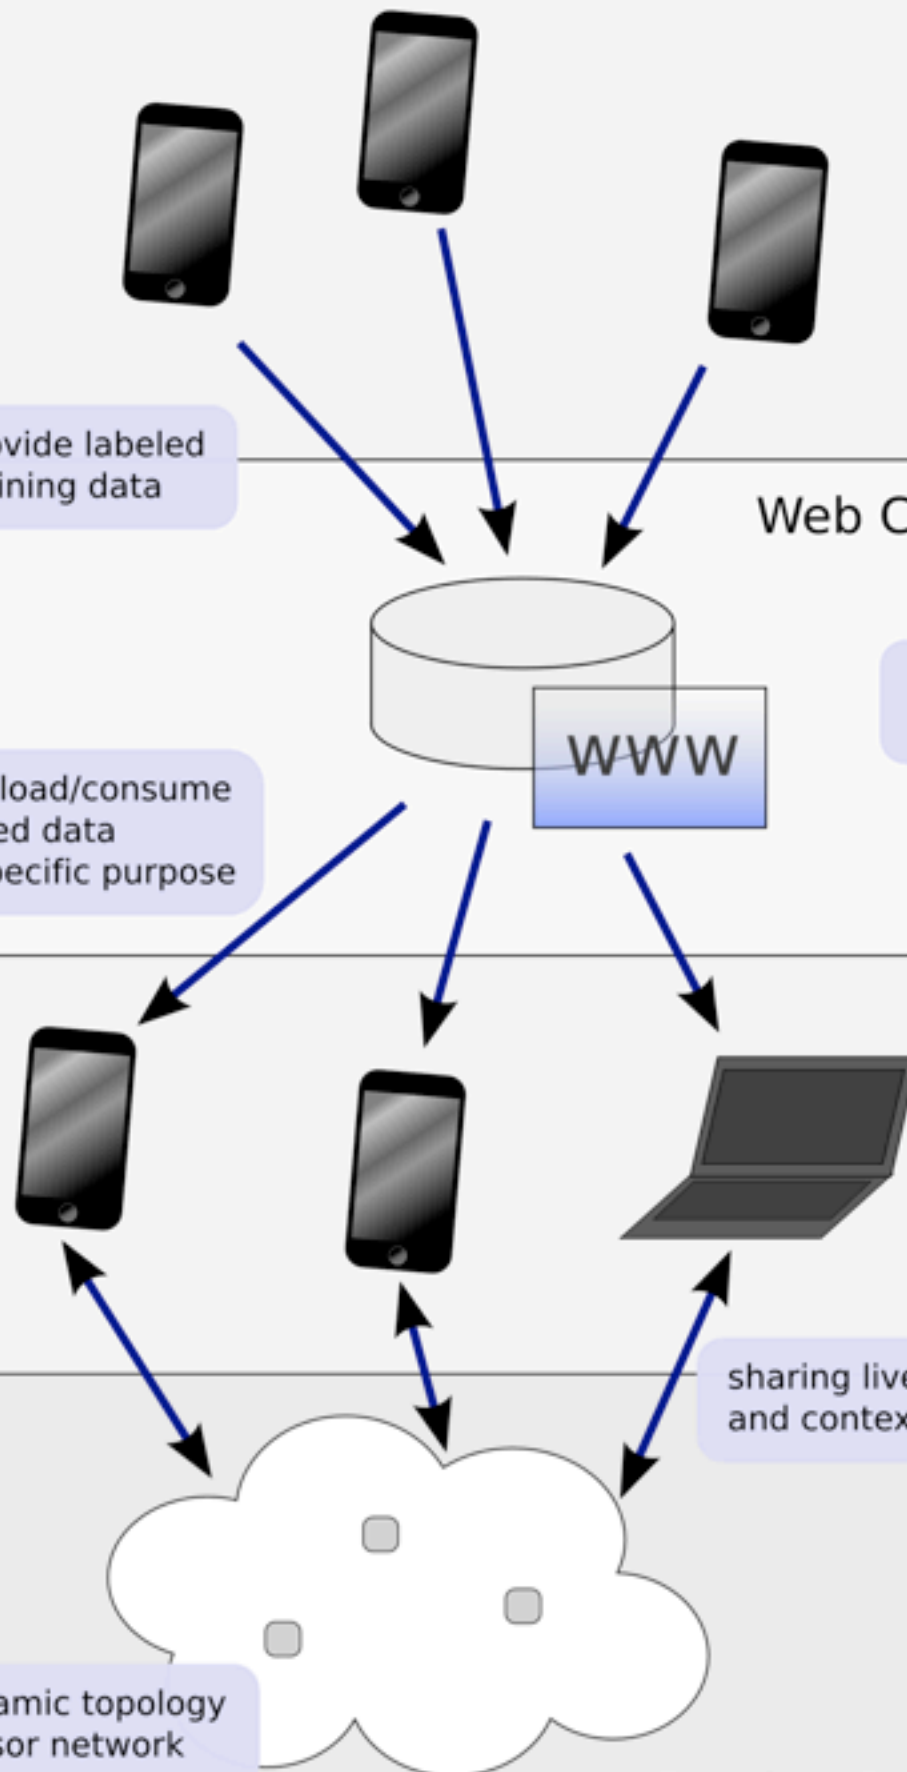 ovide labeled
ining data
Web C
www
load/consume
ed data
pecific purpose
sharing live
and contex
amic topology
sor network